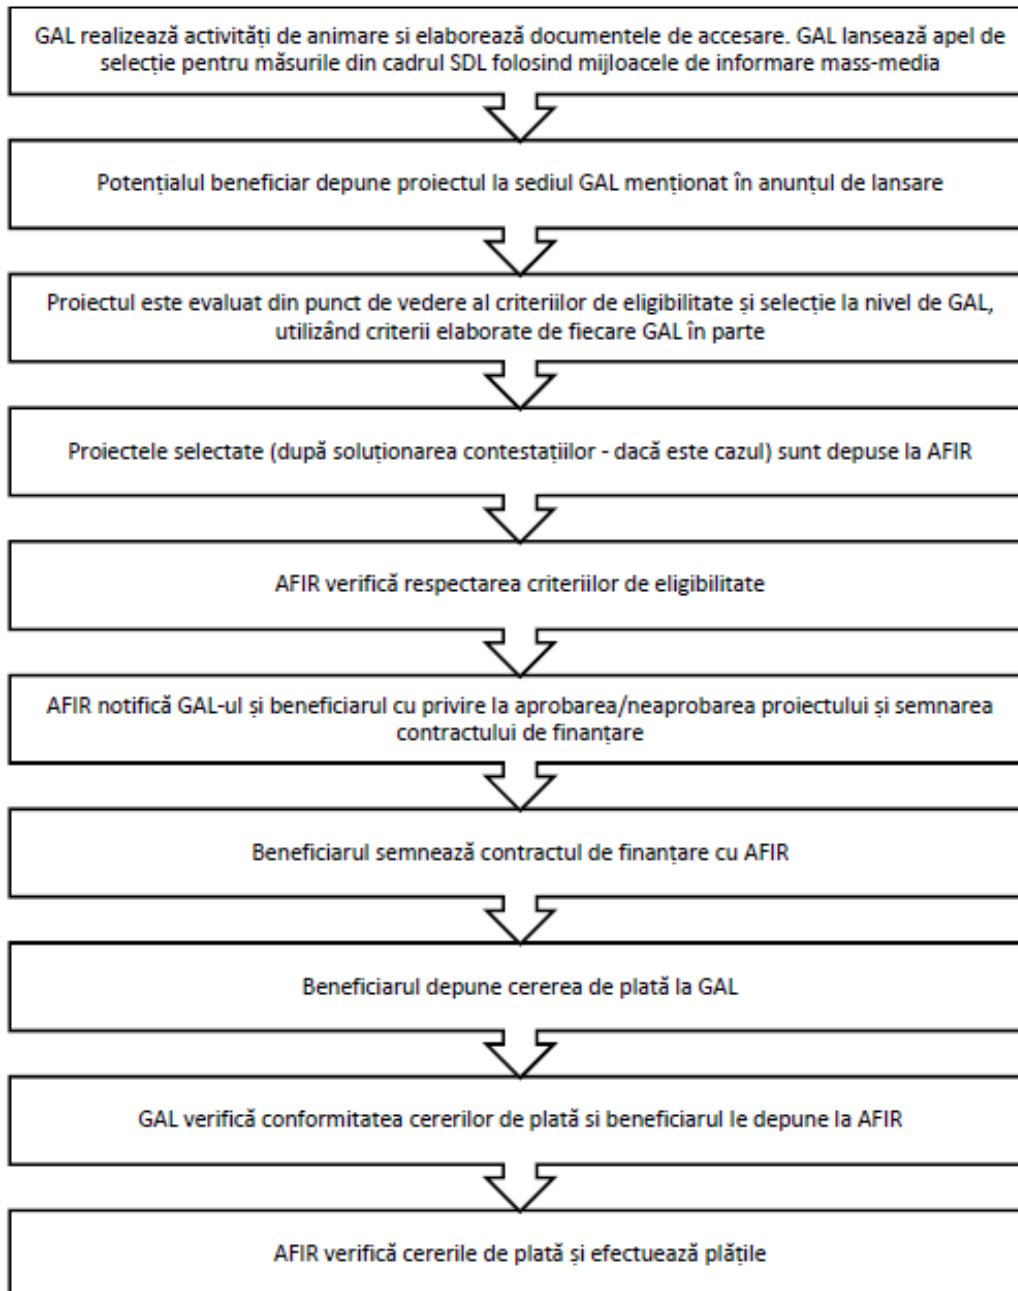 GAL realizează activități de animare si elaborează documentele de accesare. GAL lansează apel de
selecție pentru măsurile din cadrul SDL folosind mijloacele de informare mass-media
Potențialul beneficiar depune proiectul la sediul GAL menționat în anunțul de lansare
Proiectul este evaluat din punct de vedere al criteriilor de eligibilitate și selecție la nivel de GAL,
utilizând criterii elaborate de fiecare GAL în parte
Proiectele selectate (după soluționarea contestațiilor - dacă este cazul) sunt depuse la AFIR
AFIR verifică respectarea criteriilor de eligibilitate
AFIR notifică GAL-ul și beneficiarul cu privire la aprobarea/neaprobarea proiectului și semnarea
contractului de finanțare
Beneficiarul semnează contractul de finanțare cu AFIR
Beneficiarul depune cererea de plată la GAL
GAL verifică conformitatea cererilor de plată si beneficiarul le depune la AFIR
AFIR verifică cererile de plată și efectuează plățile